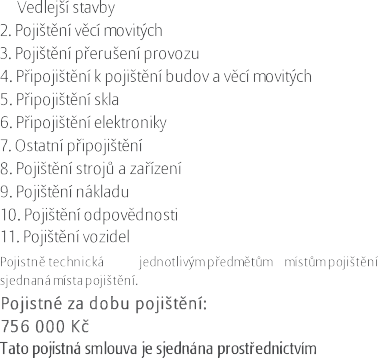 Vedlejší stavby
2. Pojištění věcí movitých
3. Pojištění přerušení provozu
4. Připojištění k pojištění budov a věcí movitých
5. Připojištění skla
6. Připojištění elektroniky
7. Ostatní připojištění
8. Pojištění strojů a zařízení
9. Pojištění nákladu
10. Pojištění odpovědnosti
11. Pojištění vozidel
Pojistně technická jednotlivým předmětům místům pojištění
sjednaná místa pojištění.
Pojistné za dobu pojištění:
756 000 Kč
Tato pojistná smlouva je sjednána prostřednictvím